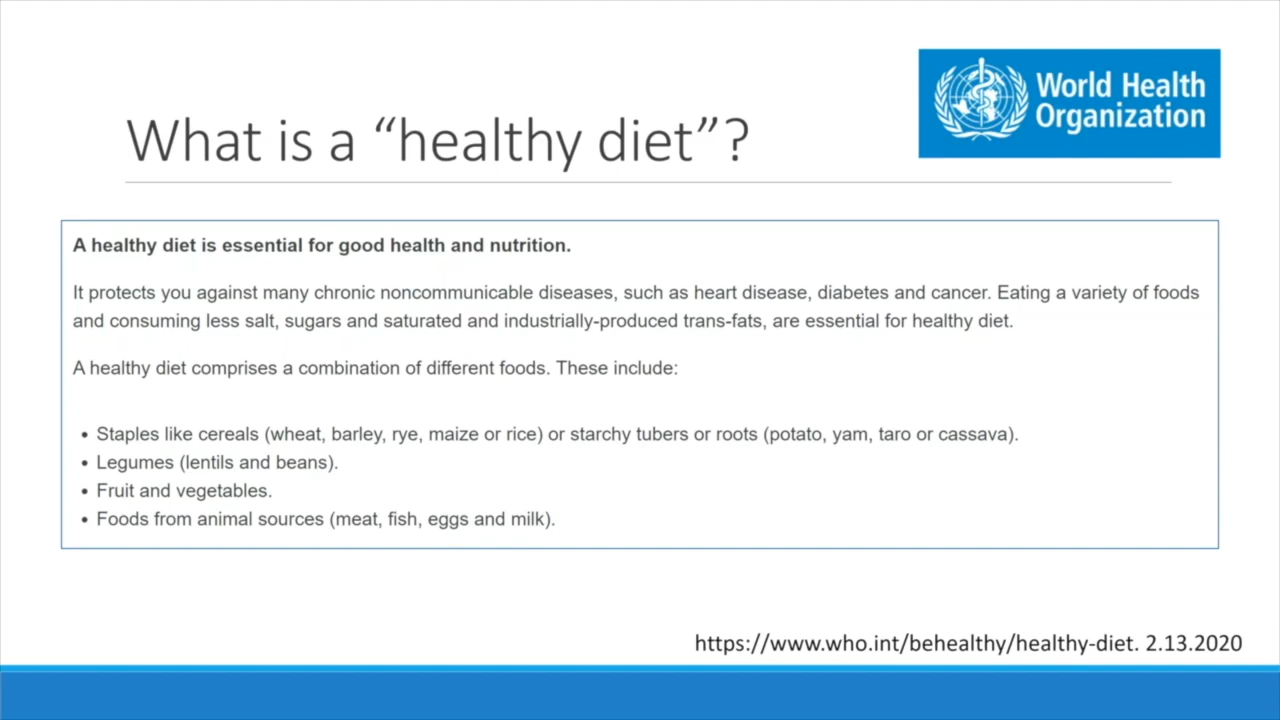 World Health
Organization
What is a “healthy diet”?
A healthy diet is essential for good health and nutrition.
It protects you against many chronic noncommunicable diseases, such as heart disease, diabetes and cancer. Eating a variety of foods
and consuming less salt, sugars and saturated and industrially-produced trans-fats, are essential for healthy diet.
A healthy diet comprises a combination of different foods. These include:
• Staples like cereals (wheat, barley, rye, maize or rice) or starchy tubers or roots (potato, yam, taro or cassava).
• Legumes (lentils and beans).
• Fruit and vegetables.
• Foods from animal sources (meat, fish, eggs and milk).
https://www.who.int/behealthy/healthy-diet. 2.13.2020